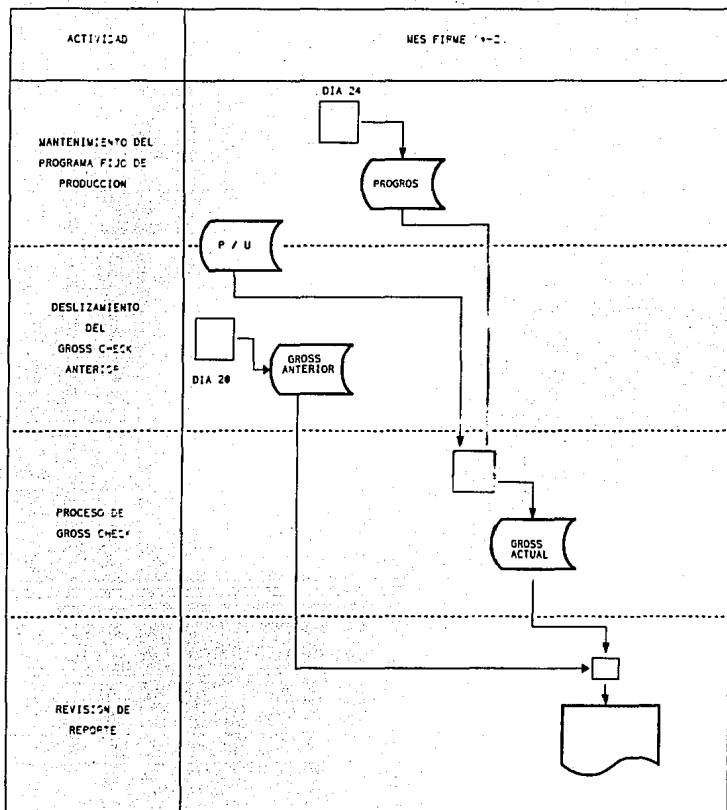 ACTIVIDAD
MES FIRME
DIA 24
MANTENIMIENTO DEL
PROGRAMA FIJO DE
PRODUCCION
PROGROS
P / U
DESLIZAMIENTO
DEL
GROSS CHECK
ANTERIOR
GROSS
ANTERIOR
DIA 20
PROCESO DE
GROSS CHECK
GROSS
ACTUAL
REVISION DE
REPORTE